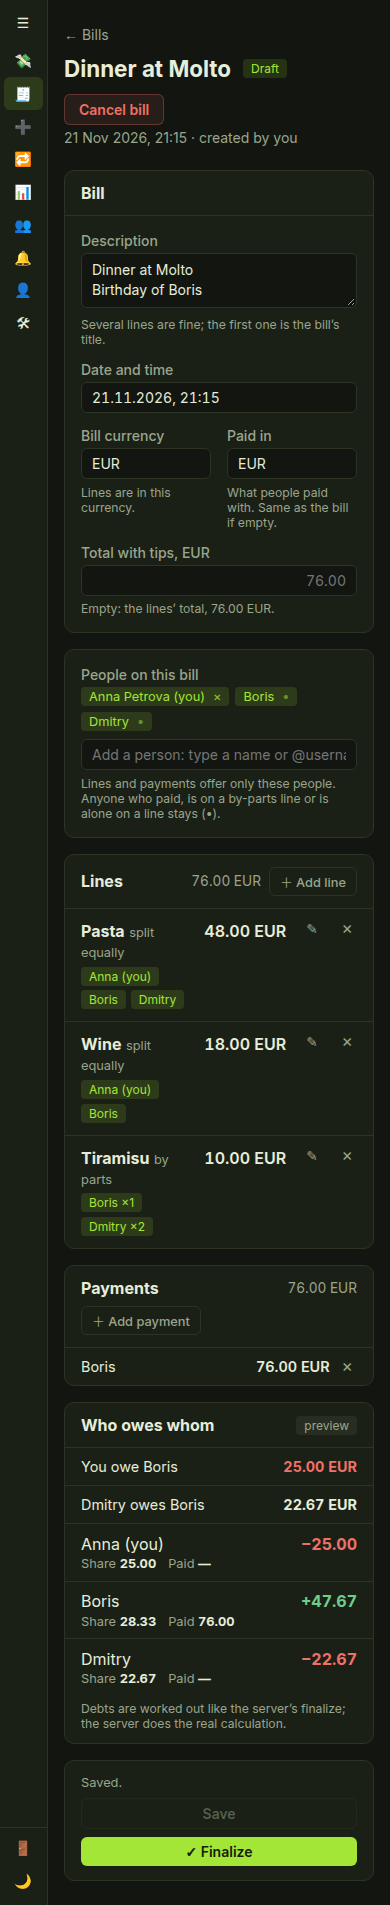 ← Bills
Dinner at Molto Draft
Cancel bill
21 Nov 2026, 21:15 · created by you
Bill
Description
Dinner at Molto
Birthday of Boris
Several lines are fine; the first one is the bill’s
title.
Date and time
21.11.2026, 21:15
Bill currency Paid in
EUR EUR
Lines are in this What people paid
currency. with. Same as the bill
if empty.
Total with tips, EUR
76.00
Empty: the lines’ total, 76.00 EUR.
People on this bill
Anna Petrova (you) × Boris •
Dmitry •
Add a person: type a name or @userna
Lines and payments offer only these people.
Anyone who paid, is on a by-parts line or is
alone on a line stays (•).
Lines 76.00 EUR + Add line
Pasta split 48.00 EUR ✎ ×
equally
Anna (you)
Boris Dmitry
Wine split 18.00 EUR ✎ ×
equally
Anna (you)
Boris
Tiramisu by 10.00 EUR ✎ ×
parts
Boris ×1
Dmitry ×2
Payments 76.00 EUR
+ Add payment
Boris 76.00 EUR ×
Who owes whom preview
You owe Boris 25.00 EUR
Dmitry owes Boris 22.67 EUR
Anna (you) −25.00
Share 25.00 Paid —
Boris +47.67
Share 28.33 Paid 76.00
Dmitry −22.67
Share 22.67 Paid —
Debts are worked out like the server’s finalize;
the server does the real calculation.
Saved.
Save
✓ Finalize